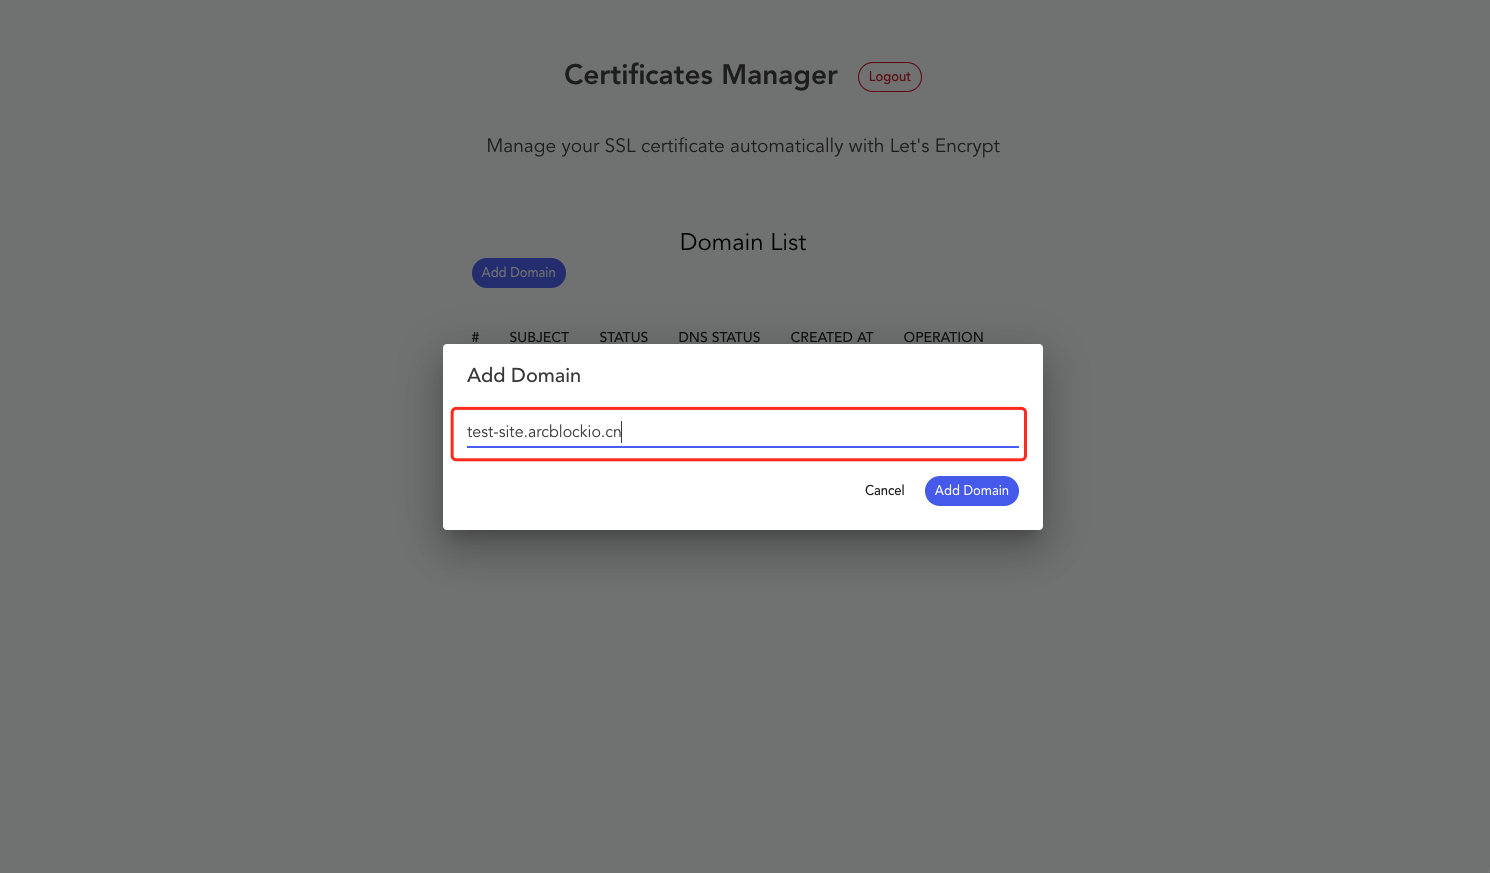 Certificates Manager Logout
Manage your SSL certificate automatically with Let's Encrypt
Domain List
Add Domain
# SUBJECT STATUS DNS STATUS CREATED AT OPERATION
Add Domain
test-site.arcblockio.cn
Cancel Add Domain